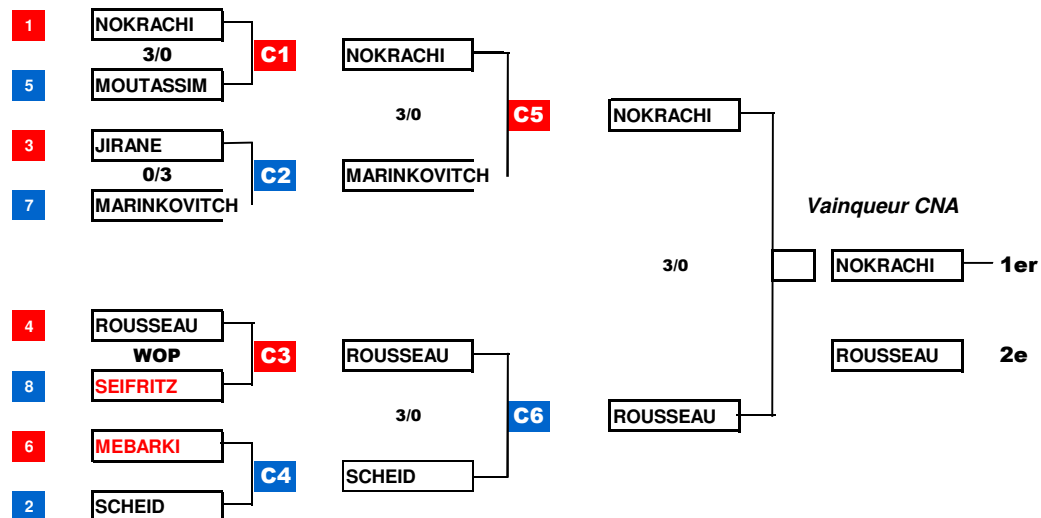 1 NOKRACHI
3/0 C1
5 MOUTASSIM
NOKRACHI
3/0 C5
3 JIRANE
0/3 C2
7 MARINKOVITCH
MARINKOVITCH
NOKRACHI
Vainqueur CNA
3/0
NOKRACHI 1er
ROUSSEAU 2e
4 ROUSSEAU
WOP C3
8 SEIFRITZ
ROUSSEAU
3/0 C6
ROUSSEAU
6 MEBARKI
C4
2 SCHEID
SCHEID